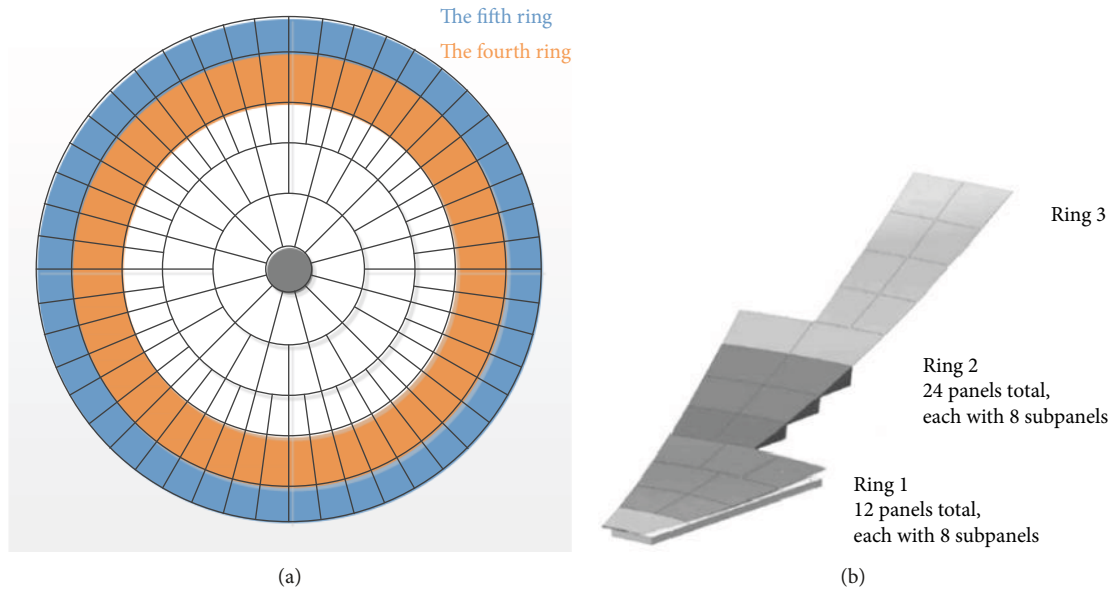 The fifth ring
The fourth ring
Ring 3
Ring 2
24 panels total,
each with 8 subpanels
Ring 1
12 panels total,
each with 8 subpanels
(a)
(b)